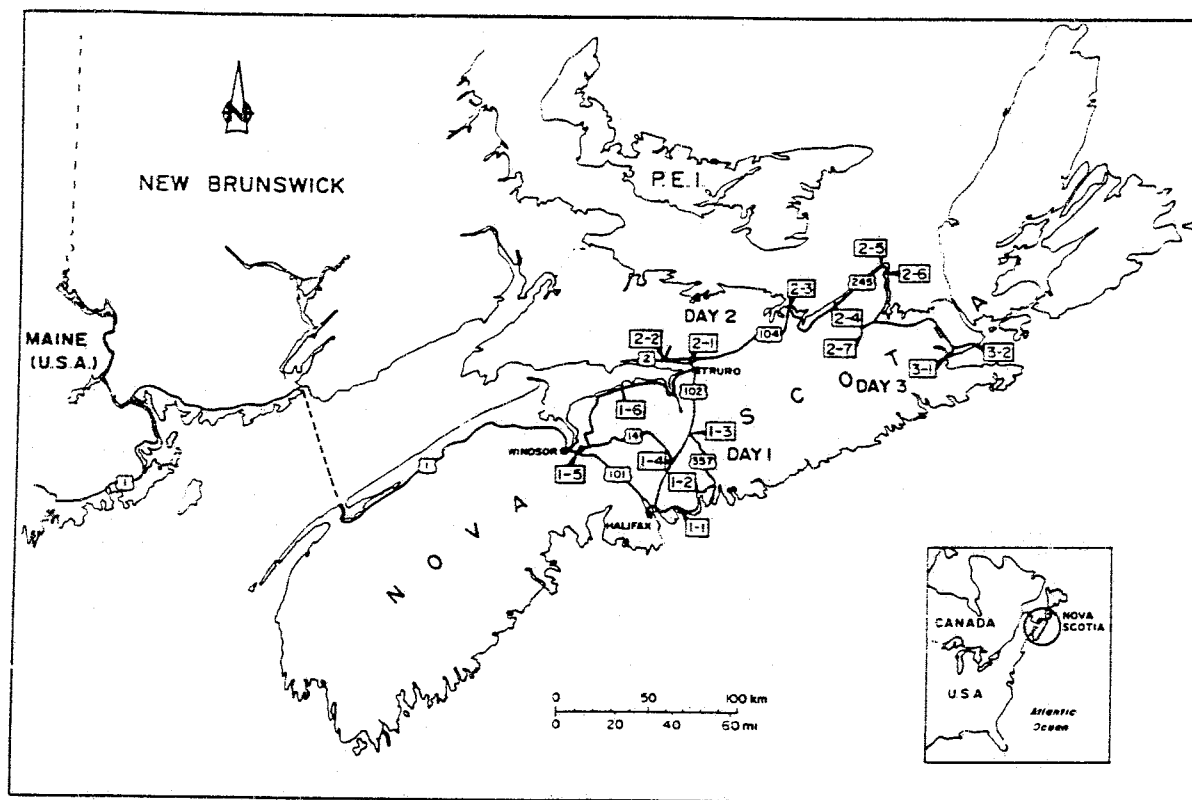 N
NEW BRUNSWICK
P.E.I.
MAINE
(U.S.A.)
1
DAY 2
2-5
2-6
245
2-3
2-4
104
2-7
2-2
2-1
2
TRURO
102
3-2
3-1
DAY 3
1-6
14
1-3
DAY 1
357
WINDSOR
1
1-4
1-5
101
1-2
HALIFAX
1-1
NOVA
SCOTIA
0 50 100 km
0 20 40 60 mi
CANADA
NOVA
SCOTIA
U.S.A
Atlantic
Ocean